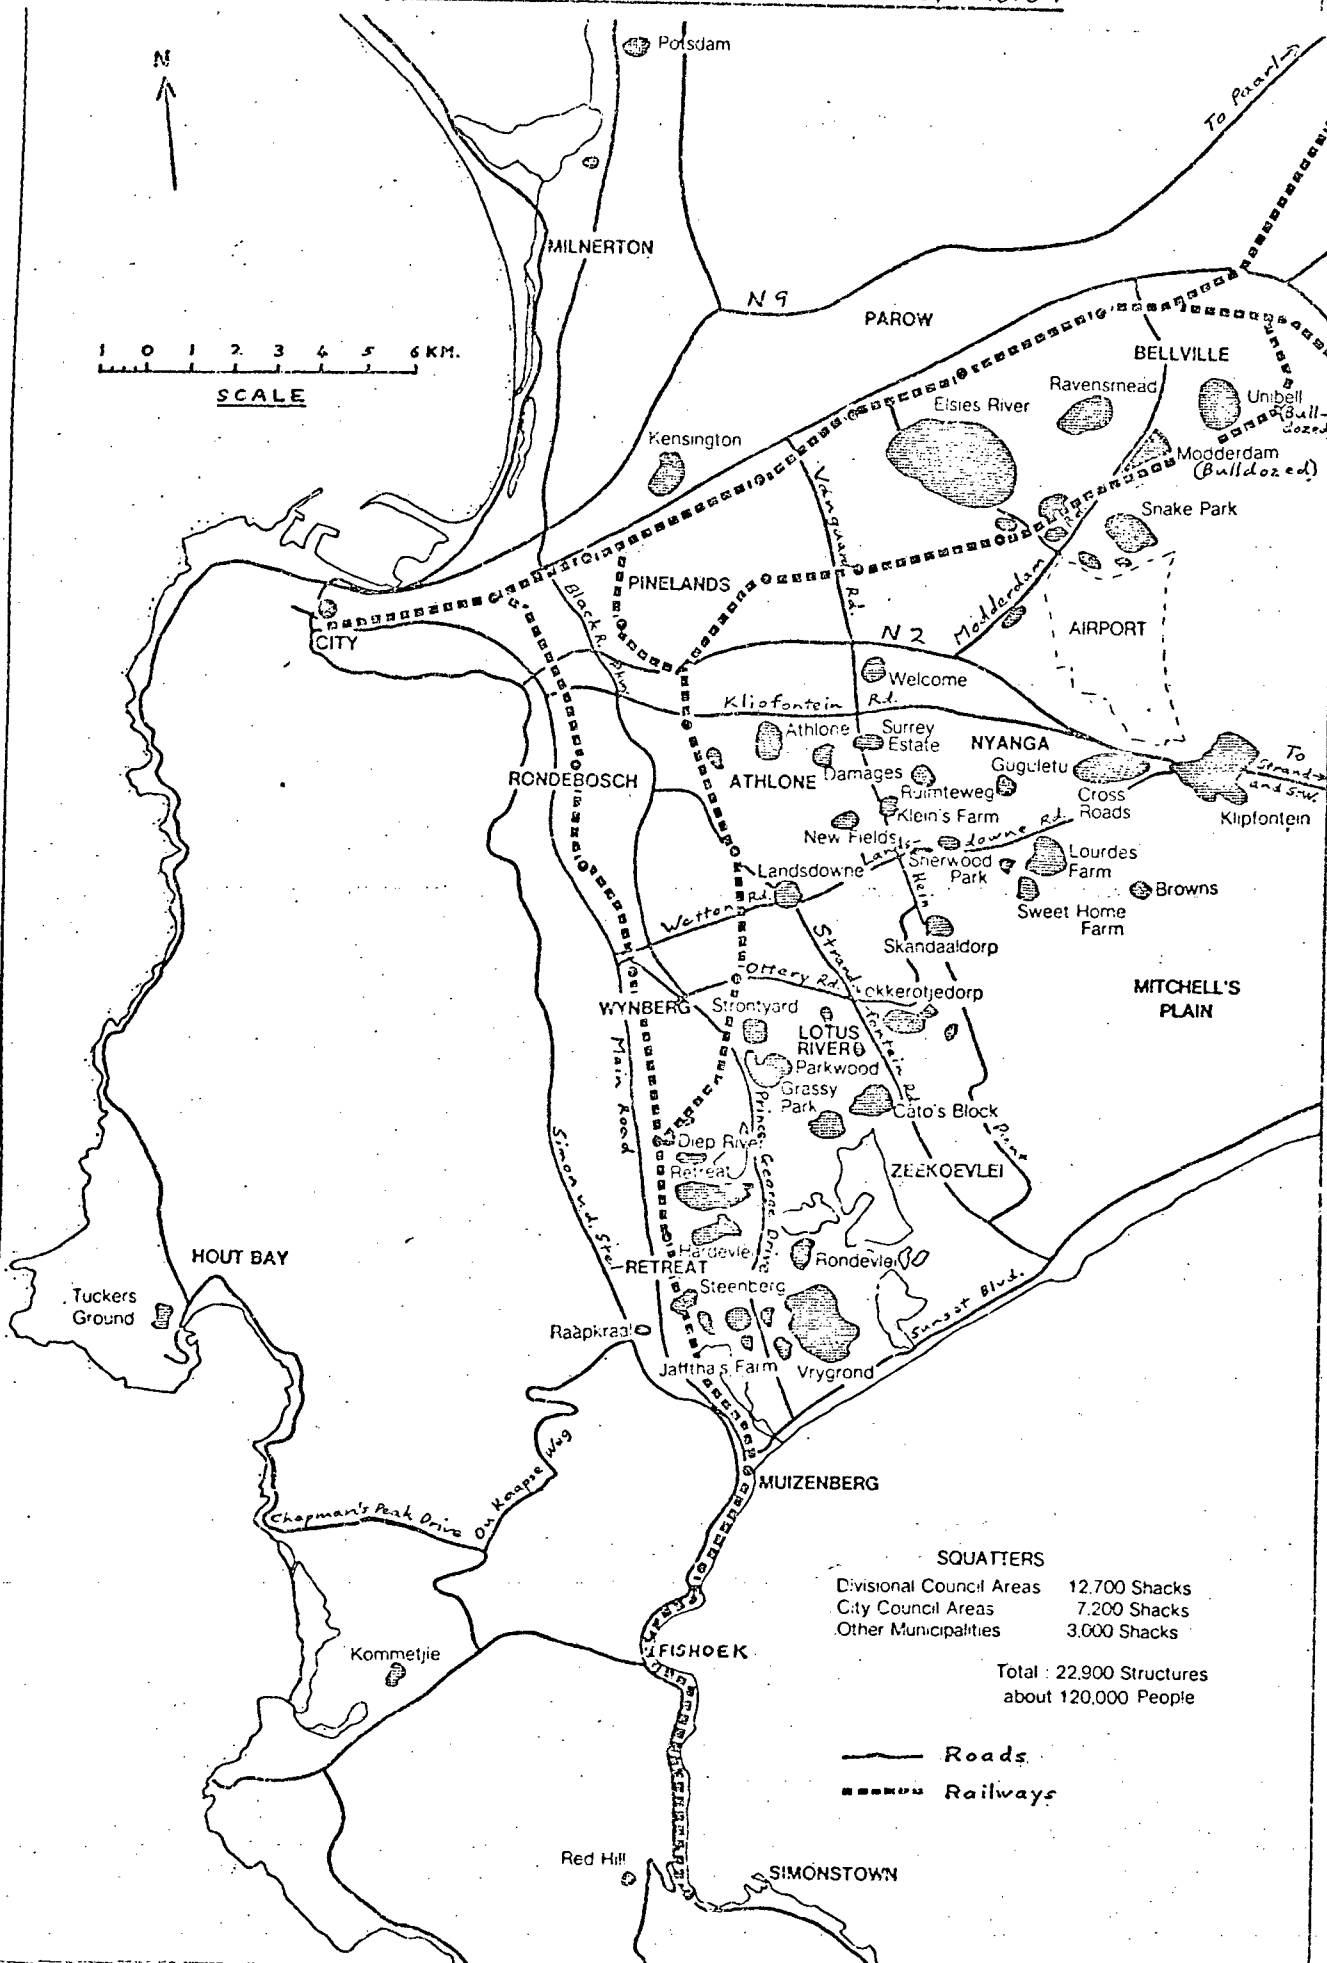 Potsdam
N
To Paarl→
MILNERTON
N9
PAROW
1 0 1 2 3 4 5 6 KM.
SCALE
BELLVILLE
Ravensmead
Unibell
(Bull-
dozed
Elsies River
Kensington
Modderdam
(Bulldozed)
Vanguard Rd.
Snake Park
Modderdam Rd.
PINELANDS
Black R. Pkwy
N2
AIRPORT
CITY
Welcome
Klipfontein Rd.
Athlone
Surrey
Estate
NYANGA
To
Strand→
and S.W.
RONDEBOSCH
ATHLONE
Damages
Guguletu
Ruimteweg
Cross
Roads
Klipfontein
Klein's Farm
New Fields
Lansdowne Rd.
Landsdowne
Sherwood
Park
Lourdes
Farm
Hein
Browns
Wetton Rd.
Sweet Home
Farm
Skandaaldorp
Strandfontein Rd.
Ottery Rd.
okkerotjedorp
MITCHELL'S
PLAIN
WYNBERG
Strontyard
LOTUS
RIVER
Main Road
Parkwood
Grassy
Park
Cato's Block
Prince George Drive
Diep River
Simon v.d. Stel
Retreat
ZEEKOEVLEI
HOUT BAY
Hardevlei
Rondevlei
RETREAT
Steenberg
Tuckers
Ground
Sunset Blvd.
Raapkraal
Jafftha's Farm
Vrygrond
Ou Kaapse Weg
MUIZENBERG
Chapman's Peak Drive
SQUATTERS
Divisional Council Areas 12.700 Shacks
City Council Areas 7.200 Shacks
Other Municipalities 3.000 Shacks
Total : 22,900 Structures
about 120,000 People
FISHOEK
Kommetjie
Roads
Railways
Red Hill
SIMONSTOWN